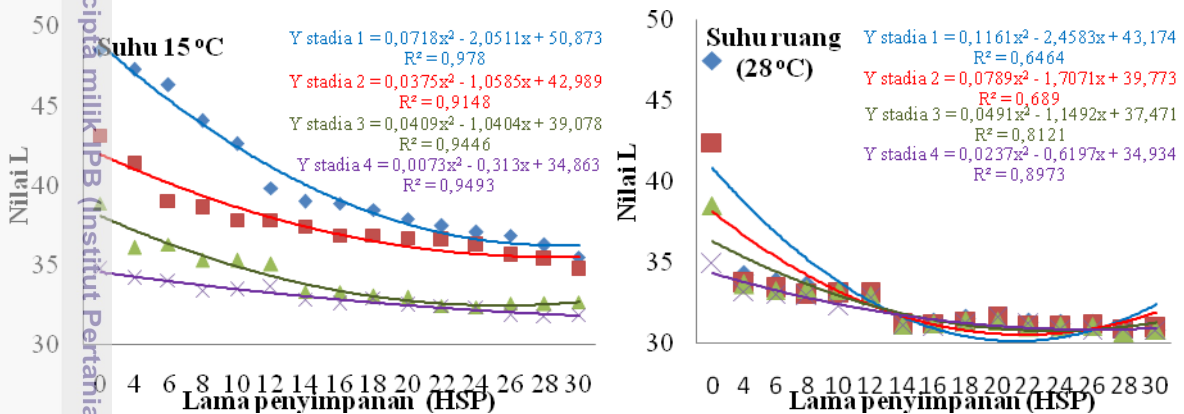 cipta milik IPB (Institut Pertania
Suhu 15 °C
Y stadia 1 = 0,0718x² - 2,0511x + 50,873
R² = 0,978
Y stadia 2 = 0,0375x² - 1,0585x + 42,989
R² = 0,9148
Y stadia 3 = 0,0409x² - 1,0404x + 39,078
R² = 0,9446
Y stadia 4 = 0,0073x² - 0,313x + 34,863
R² = 0,9493
Nilai L
50
45
40
35
30
0 4 6 8 10 12 14 16 18 20 22 24 26 28 30
Lama penyimpanan (HSP)
Suhu ruang
(28 °C)
Y stadia 1 = 0,1161x² - 2,4583x + 43,174
R² = 0,6464
Y stadia 2 = 0,0789x² - 1,7071x + 39,773
R² = 0,689
Y stadia 3 = 0,0491x² - 1,1492x + 37,471
R² = 0,8121
Y stadia 4 = 0,0237x² - 0,6197x + 34,934
R² = 0,8973
Nilai L
50
45
40
35
30
0 4 6 8 10 12 14 16 18 20 22 24 26 28 30
Lama penyimpanan (HSP)